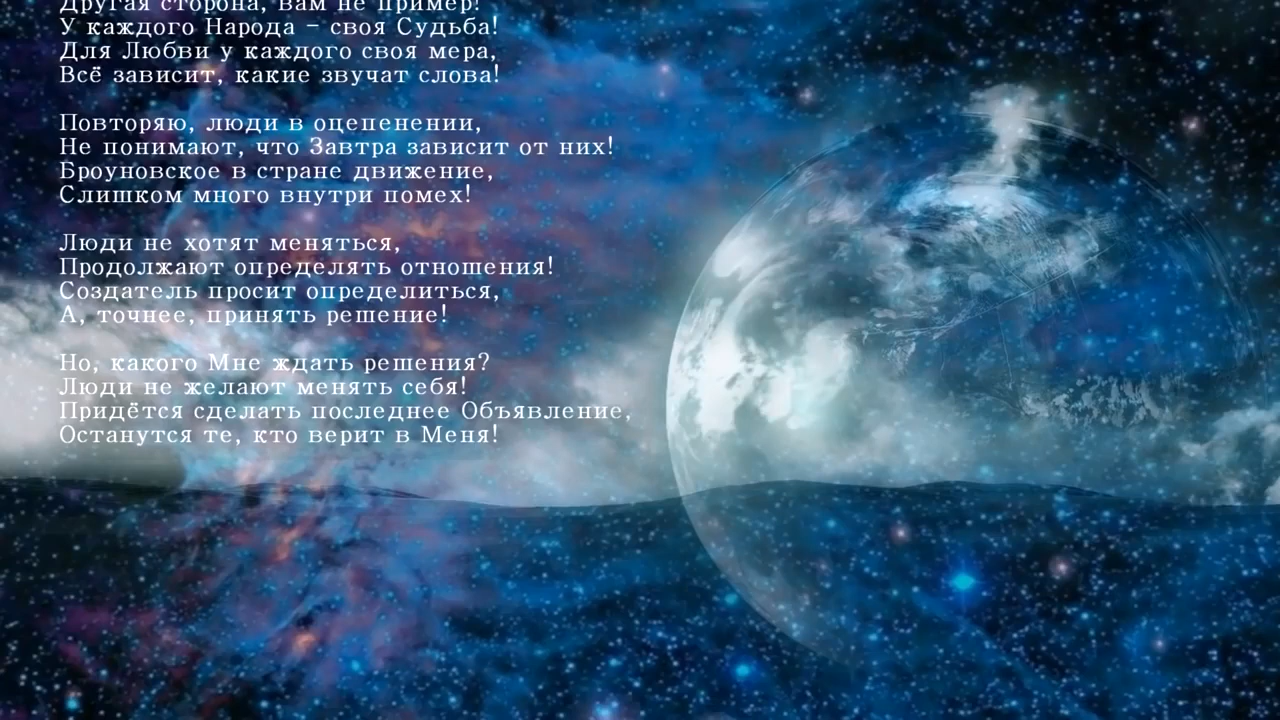 Другая сторона, вам не пример!
У каждого Народа – своя Судьба!
Для Любви у каждого своя мера,
Всё зависит, какие звучат слова!
Повторяю, люди в оцепенении,
Не понимают, что Завтра зависит от них!
Броуновское в стране движение,
Слишком много внутри помех!
Люди не хотят меняться,
Продолжают определять отношения!
Создатель просит определиться,
А, точнее, принять решение!
Но, какого Мне ждать решения?
Люди не желают менять себя!
Придётся сделать последнее Объявление,
Останутся те, кто верит в Меня!